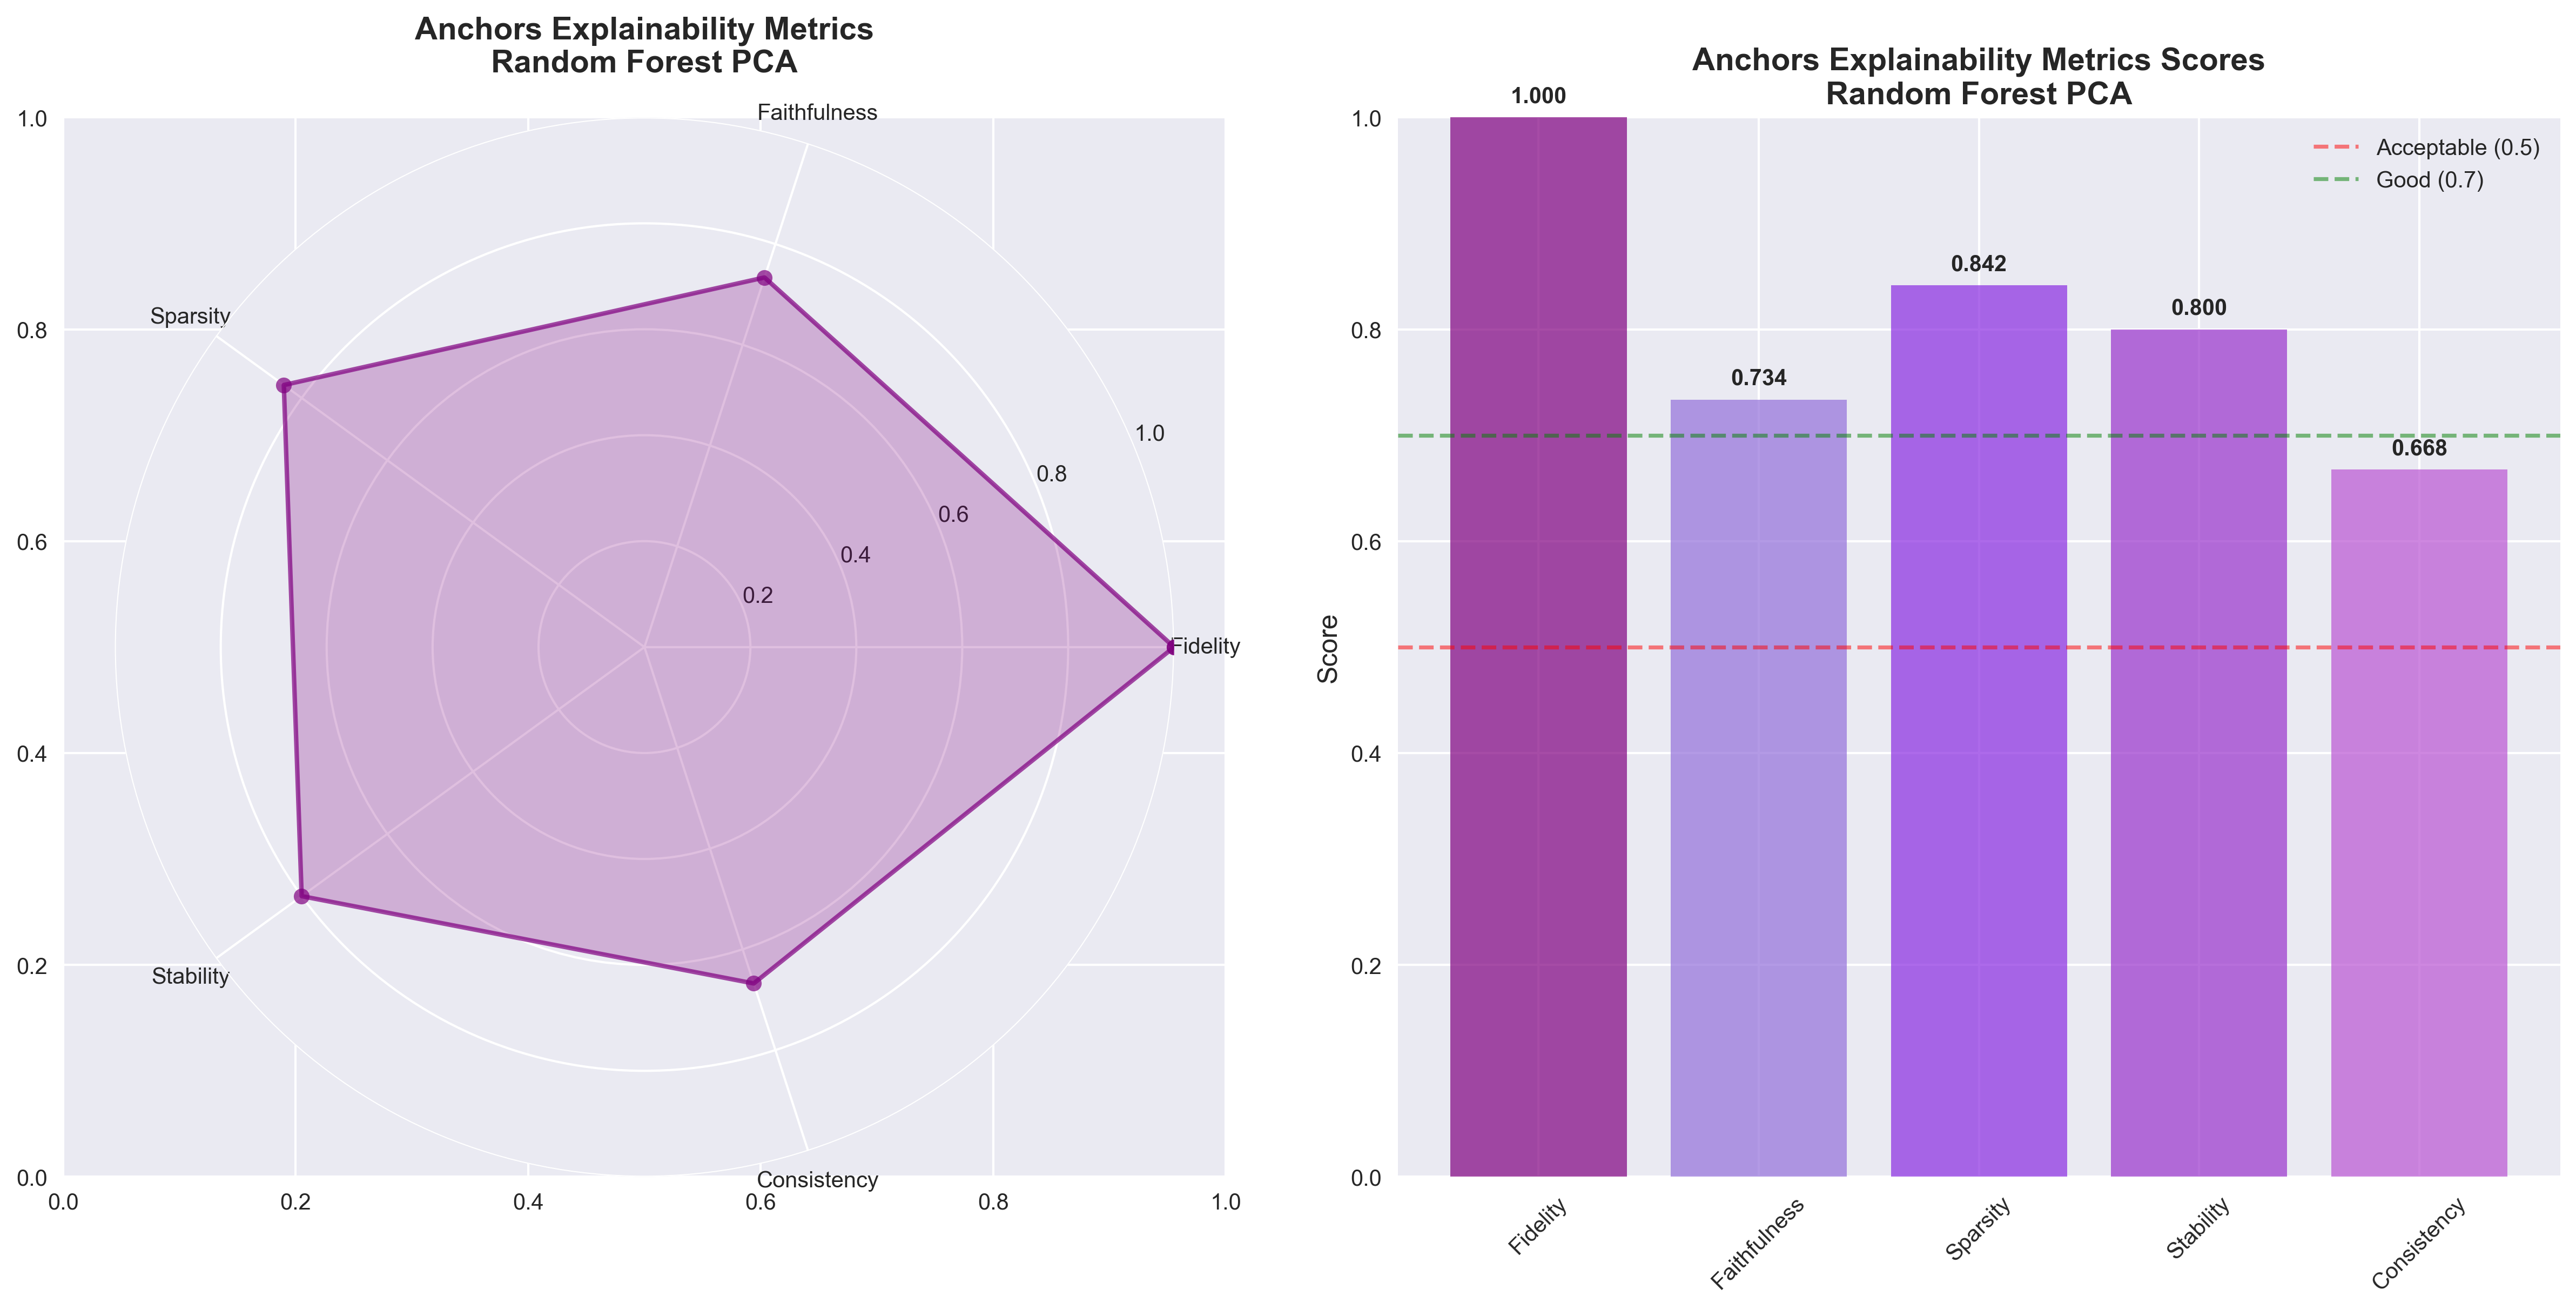 Anchors Explainability Metrics
Random Forest PCA
Faithfulness
Sparsity
Fidelity
Stability
Consistency
1.0
0.8
0.6
0.4
0.2
1.0
0.8
0.6
0.4
0.2
0.0
0.0
0.2
0.4
0.6
0.8
1.0
Anchors Explainability Metrics Scores
Random Forest PCA
Acceptable (0.5)
Good (0.7)
1.000
0.734
0.842
0.800
0.668
Score
1.0
0.8
0.6
0.4
0.2
0.0
Fidelity
Faithfulness
Sparsity
Stability
Consistency